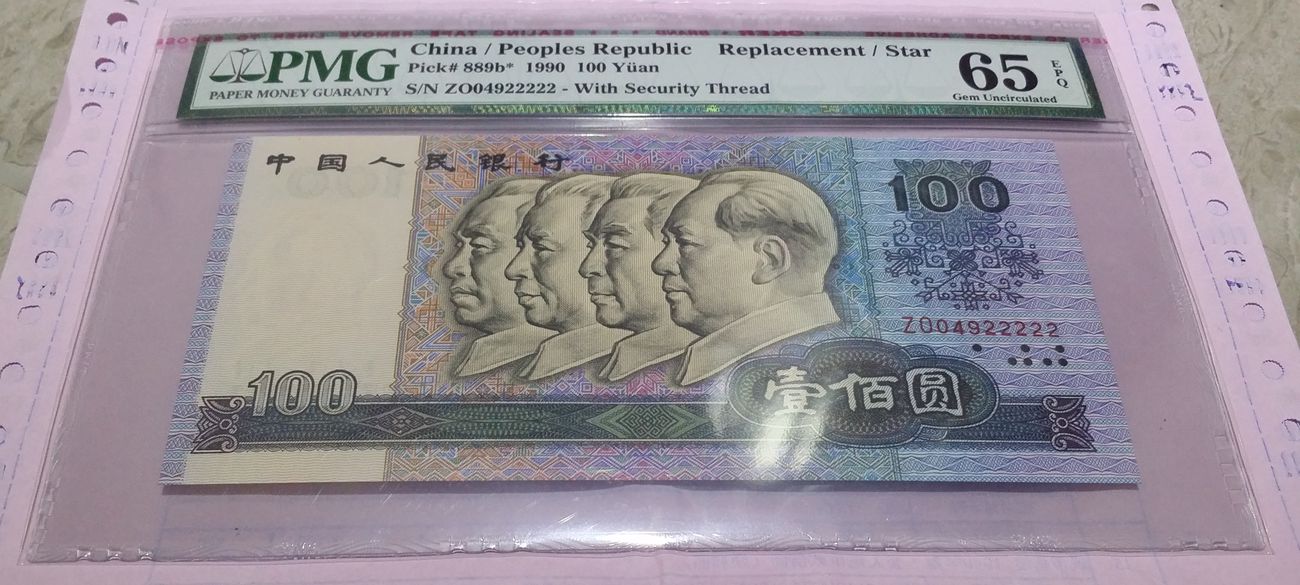 PMG
PAPER MONEY GUARANTY
China / Peoples Republic Replacement / Star
Pick# 889b* 1990 100 Yüan
S/N ZO04922222 - With Security Thread
65 EPQ
Gem Uncirculated
中国人民银行
100
ZO04922222
100
壹佰圆